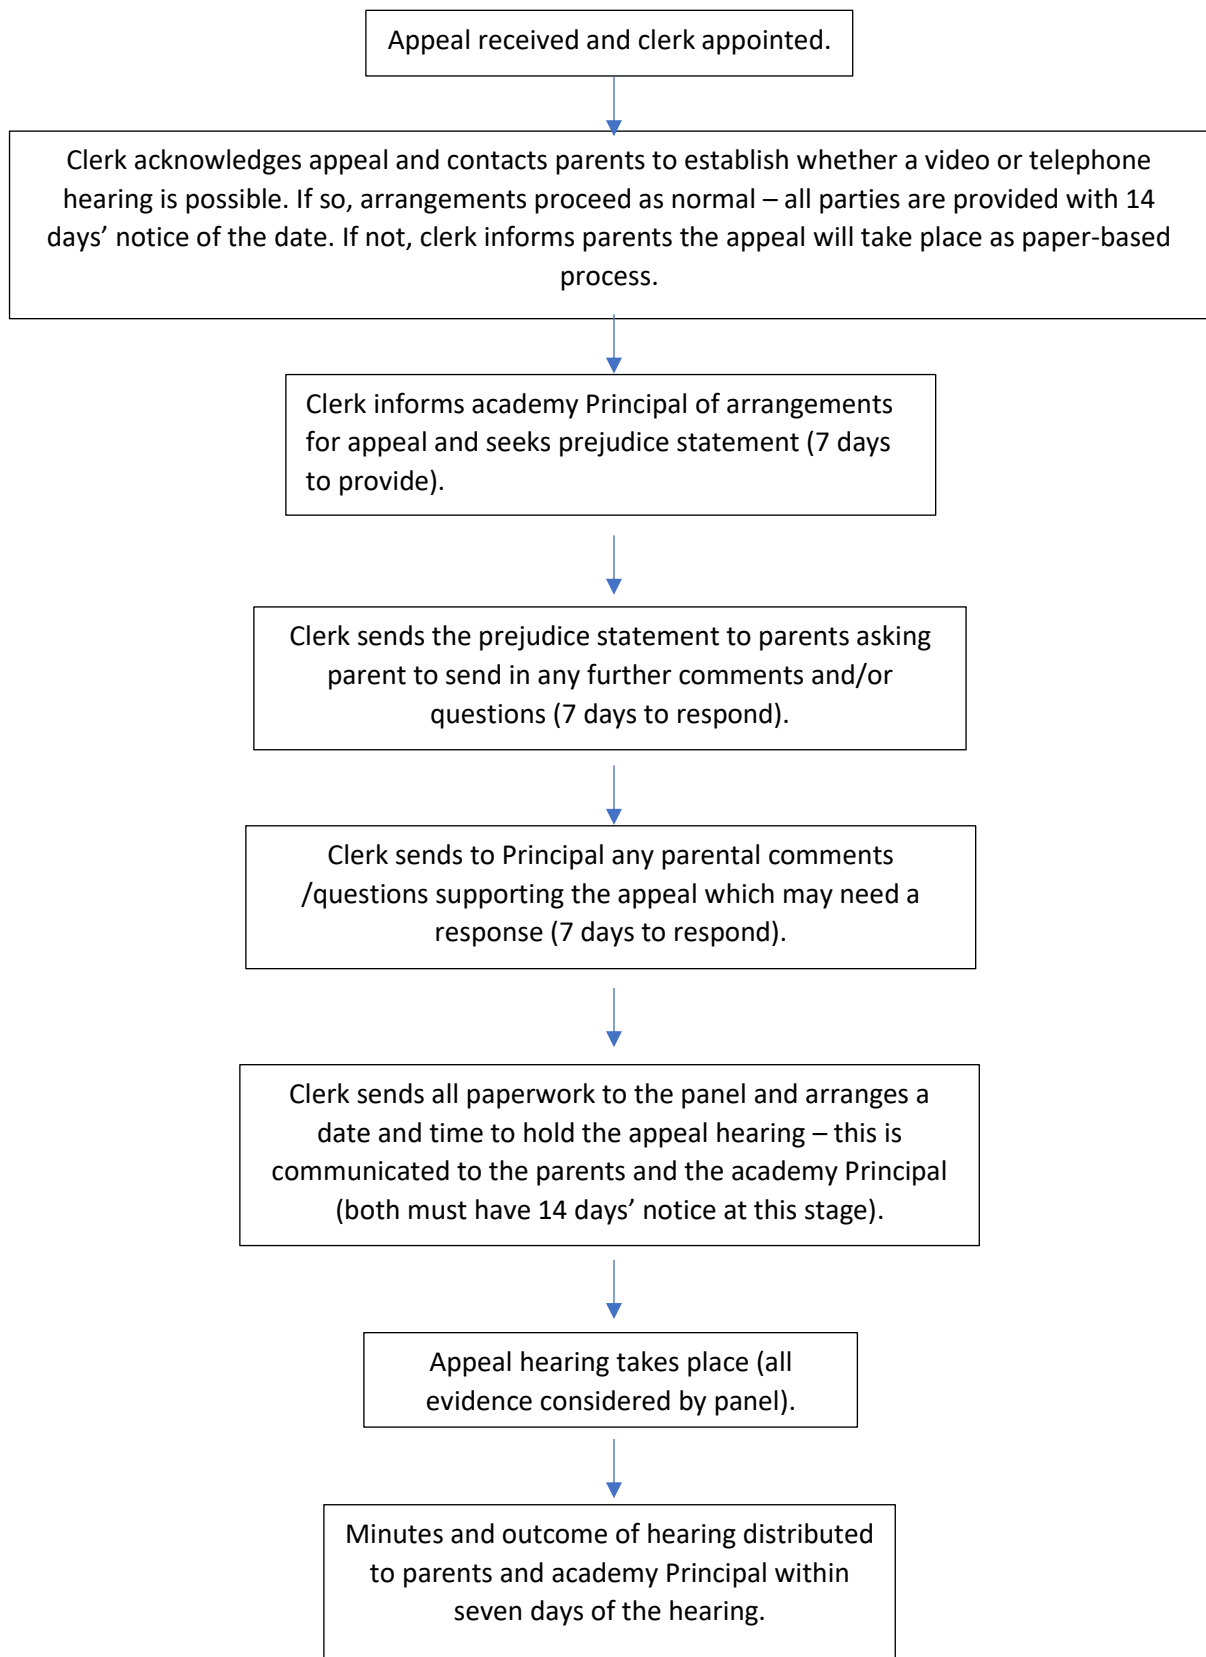 Appeal received and clerk appointed.
Clerk acknowledges appeal and contacts parents to establish whether a video or telephone
hearing is possible. If so, arrangements proceed as normal – all parties are provided with 14
days’ notice of the date. If not, clerk informs parents the appeal will take place as paper-based
process.
Clerk informs academy Principal of arrangements
for appeal and seeks prejudice statement (7 days
to provide).
Clerk sends the prejudice statement to parents asking
parent to send in any further comments and/or
questions (7 days to respond).
Clerk sends to Principal any parental comments
/questions supporting the appeal which may need a
response (7 days to respond).
Clerk sends all paperwork to the panel and arranges a
date and time to hold the appeal hearing – this is
communicated to the parents and the academy Principal
(both must have 14 days’ notice at this stage).
Appeal hearing takes place (all
evidence considered by panel).
Minutes and outcome of hearing distributed
to parents and academy Principal within
seven days of the hearing.